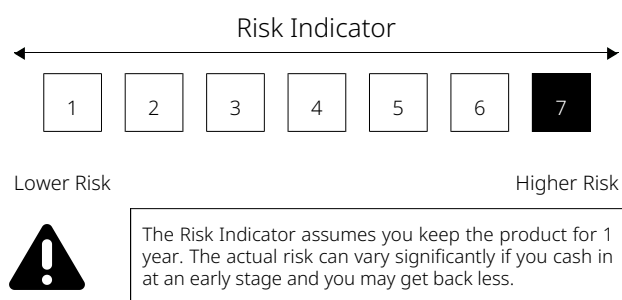 Risk Indicator
1 2 3 4 5 6 7
Lower Risk Higher Risk
The Risk Indicator assumes you keep the product for 1
year. The actual risk can vary significantly if you cash in
at an early stage and you may get back less.